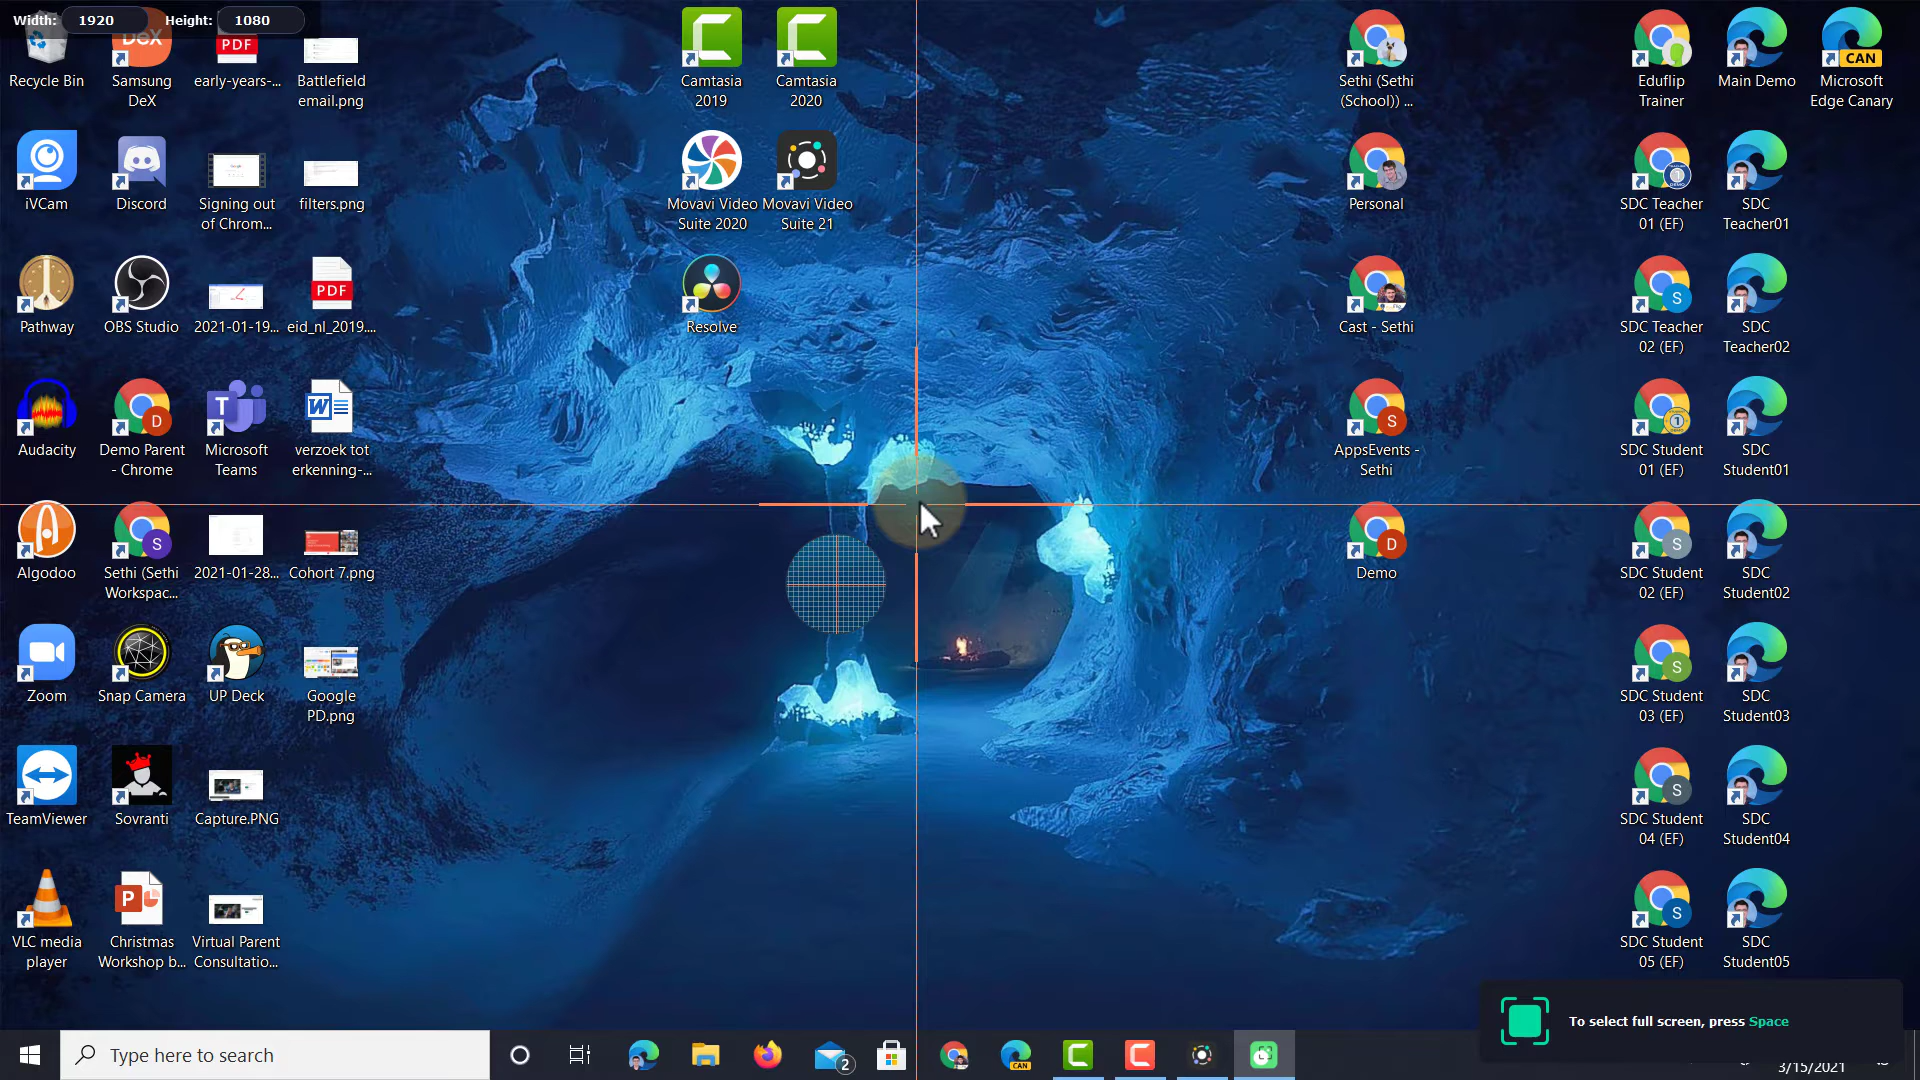 Width: 1920 Height: 1080
Recycle Bin
Samsung
DeX
DeX
PDF
early-years-...
Battlefield
email.png
Camtasia
2019
Camtasia
2020
Sethi (Sethi
(School)) ...
Eduflip
Trainer
Main Demo
CAN
Microsoft
Edge Canary
iVCam
Discord
Signing out
of Chrom...
filters.png
Movavi Video
Suite 2020
Movavi Video
Suite 21
Personal
SDC Teacher
01 (EF)
SDC
Teacher01
Pathway
OBS Studio
2021-01-19...
PDF
eid_nl_2019....
Resolve
Cast - Sethi
S
SDC Teacher
02 (EF)
SDC
Teacher02
Audacity
D
Demo Parent
- Chrome
T
Microsoft
Teams
W
verzoek tot
erkenning-...
S
AppsEvents -
Sethi
1
SDC Student
01 (EF)
SDC
Student01
Algodoo
S
Sethi (Sethi
Workspac...
2021-01-28...
Cohort 7.png
D
Demo
S
SDC Student
02 (EF)
SDC
Student02
Zoom
Snap Camera
UP Deck
Google
PD.png
S
SDC Student
03 (EF)
SDC
Student03
TeamViewer
Sovranti
Capture.PNG
S
SDC Student
04 (EF)
SDC
Student04
VLC media
player
P
Christmas
Workshop b...
Virtual Parent
Consultatio...
S
SDC Student
05 (EF)
SDC
Student05
To select full screen, press Space
Type here to search
2
CAN
3/15/2021